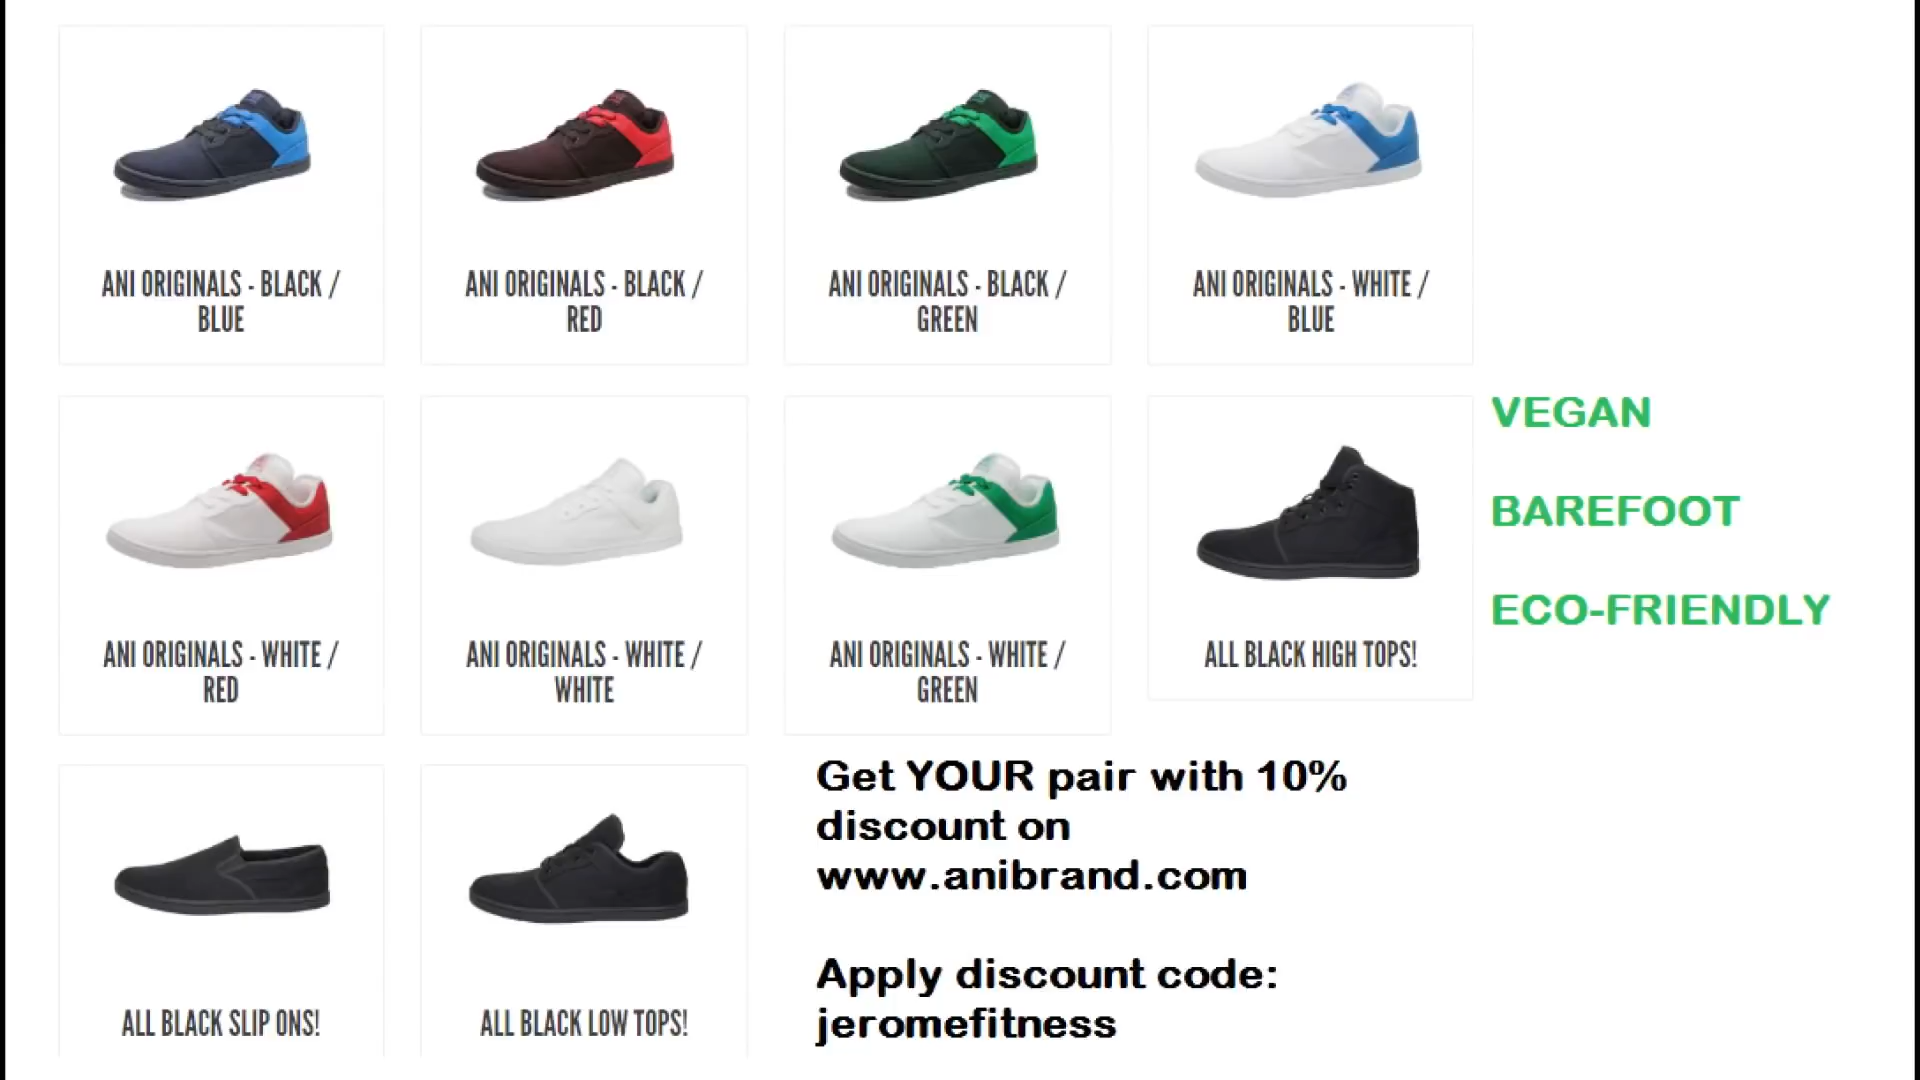 ANI ORIGINALS - BLACK /
BLUE
ANI ORIGINALS - BLACK /
RED
ANI ORIGINALS - BLACK /
GREEN
ANI ORIGINALS - WHITE /
BLUE
ANI ORIGINALS - WHITE /
RED
ANI ORIGINALS - WHITE /
WHITE
ANI ORIGINALS - WHITE /
GREEN
ALL BLACK HIGH TOPS!
VEGAN
BAREFOOT
ECO-FRIENDLY
ALL BLACK SLIP ONS!
ALL BLACK LOW TOPS!
Get YOUR pair with 10%
discount on
www.anibrand.com
Apply discount code:
jeromefitness